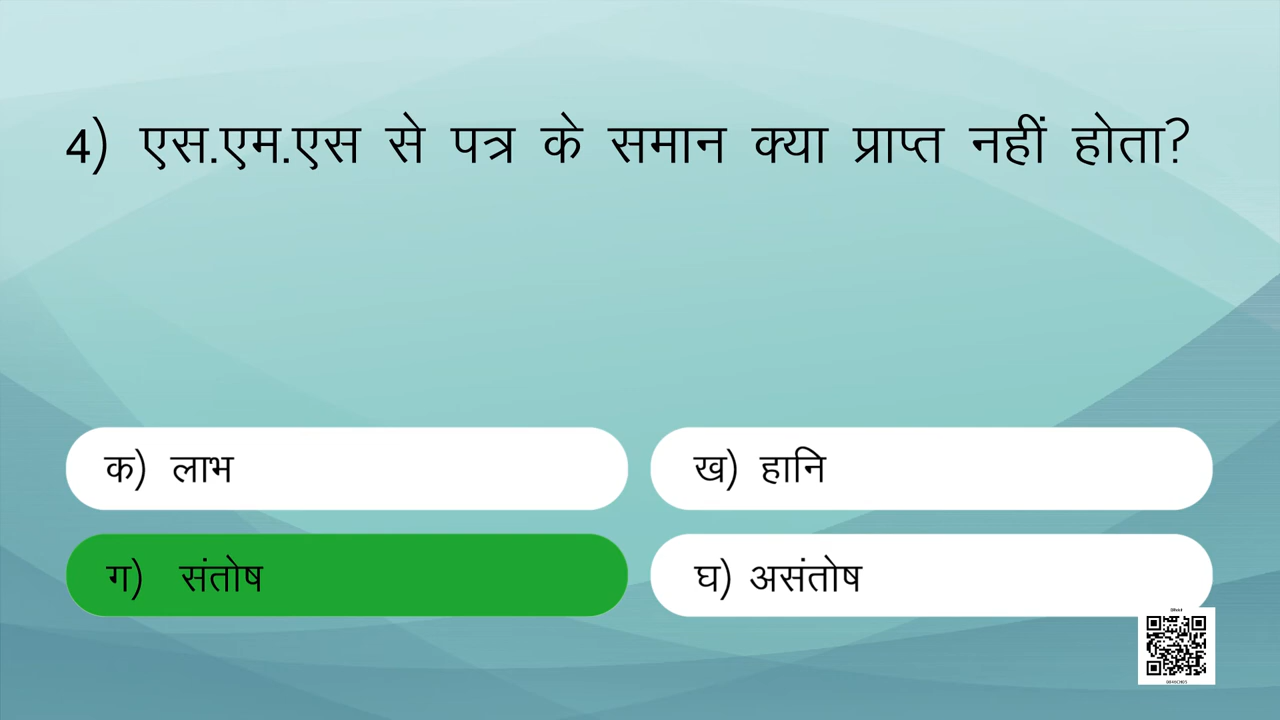 4) एस.एम.एस से पत्र के समान क्या प्राप्त नहीं होता?
क) लाभ
ख) हानि
ग) संतोष
घ) असंतोष